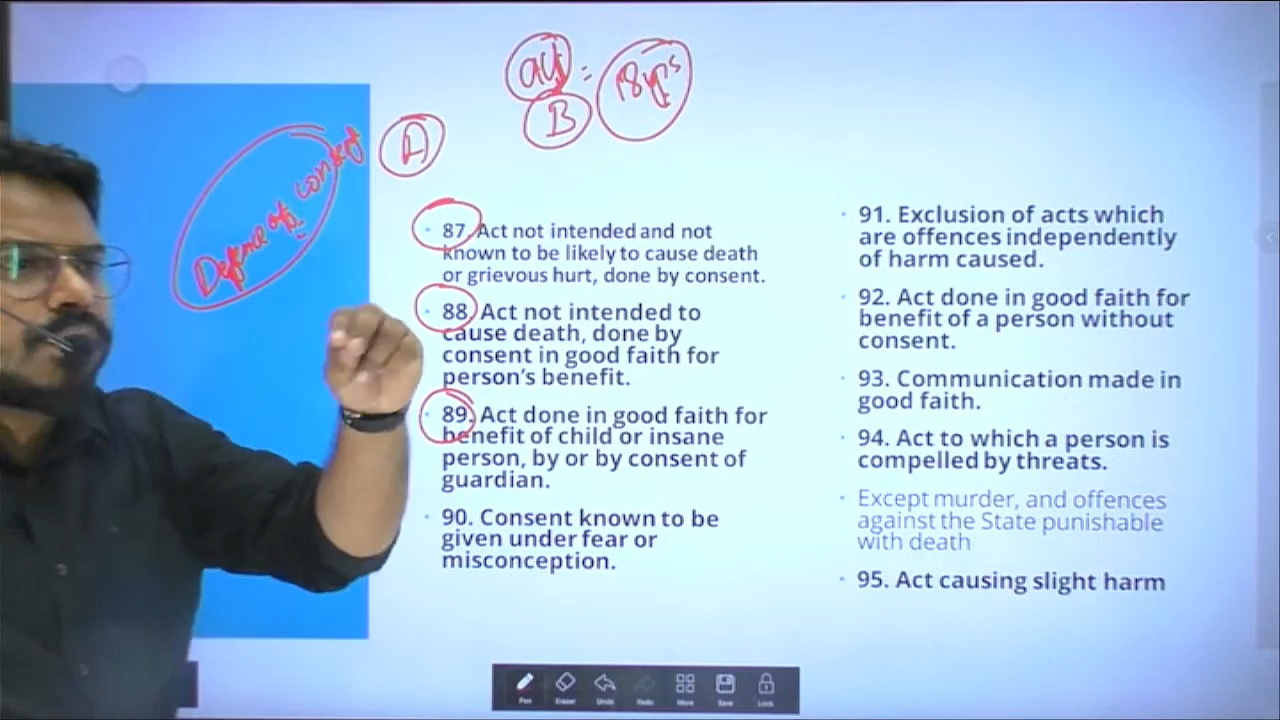 act = 18 yrs
B
A
Defence of consent
87. Act not intended and not
known to be likely to cause death
or grievous hurt, done by consent.
88. Act not intended to
cause death, done by
consent in good faith for
person's benefit.
89. Act done in good faith for
benefit of child or insane
person, by or by consent of
guardian.
90. Consent known to be
given under fear or
misconception.
91. Exclusion of acts which
are offences independently
of harm caused.
92. Act done in good faith for
benefit of a person without
consent.
93. Communication made in
good faith.
94. Act to which a person is
compelled by threats.
Except murder, and offences
against the State punishable
with death
95. Act causing slight harm
Pen Eraser Undo Redo More Save Lock